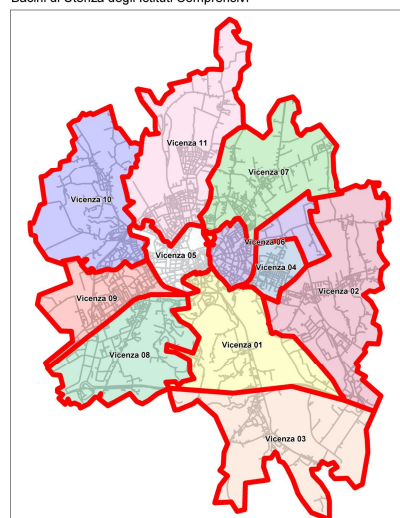 Bacini di Utenza degli Istituti Comprensivi
Vicenza 11
Vicenza 07
Vicenza 10
Vicenza 06
Vicenza 05
Vicenza 04
Vicenza 02
Vicenza 09
Vicenza 01
Vicenza 08
Vicenza 03